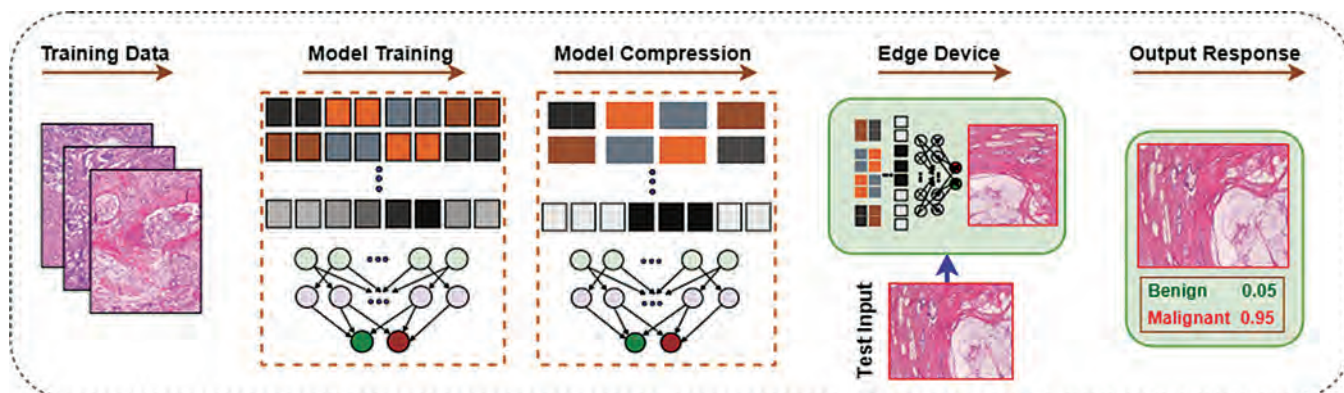 Training Data
Model Training
Model Compression
Edge Device
Output Response
Test Input
Benign 0.05
Malignant 0.95